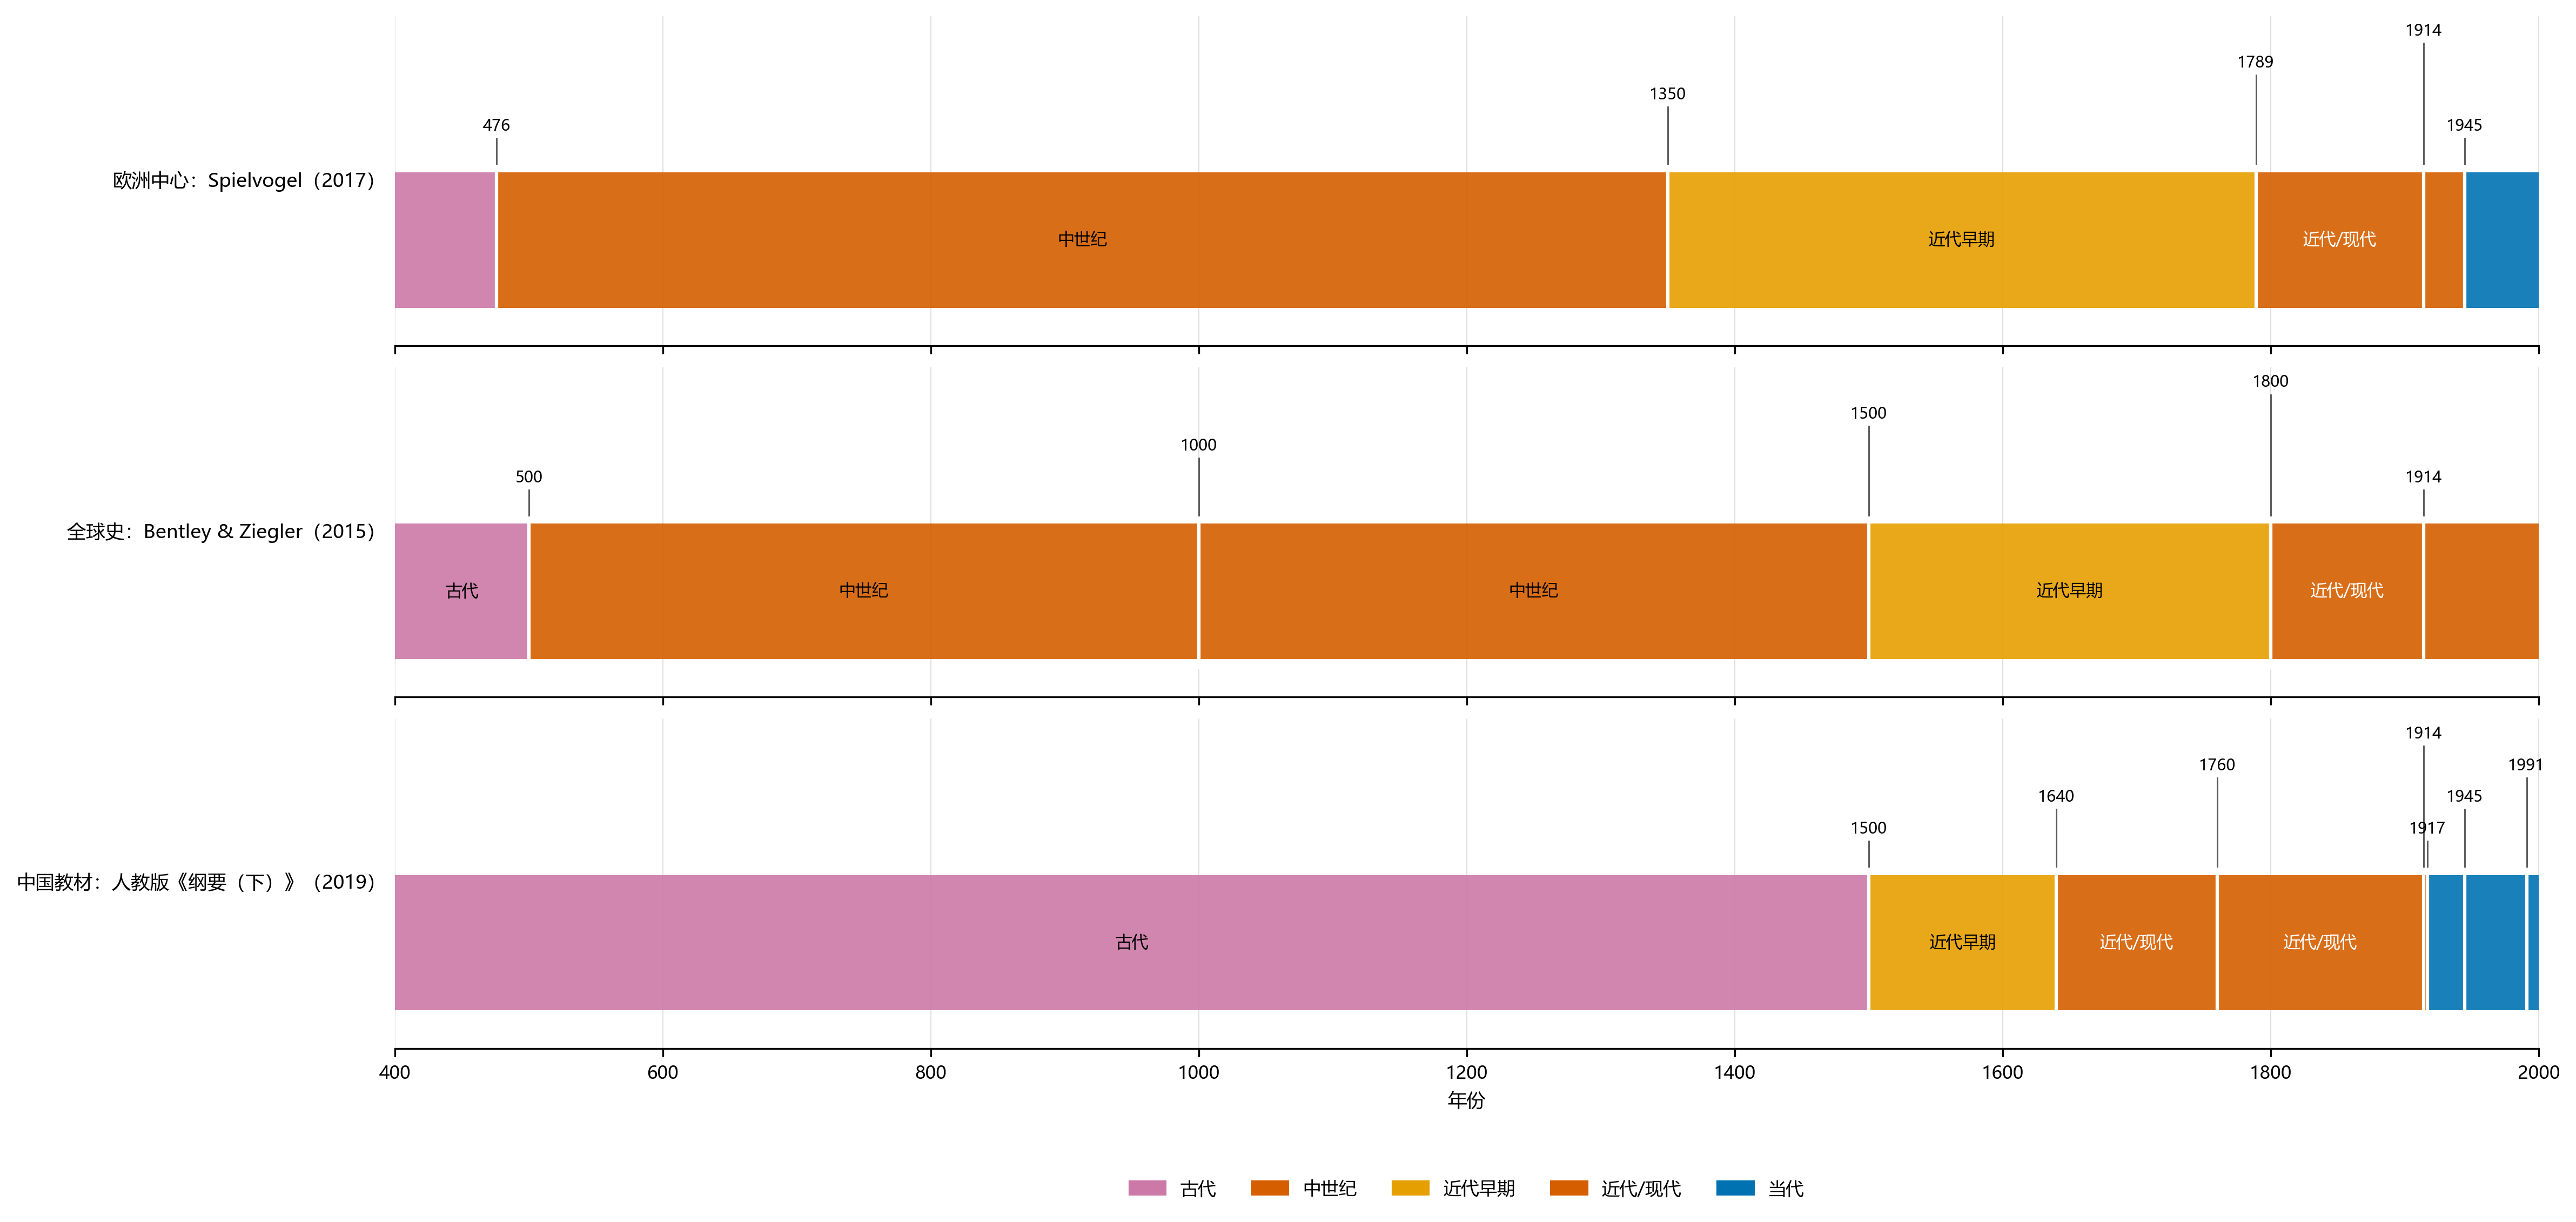 1914
1789
1350
476
1945
欧洲中心：Spielvogel（2017）
中世纪
近代早期
近代/现代
1800
1500
1000
500
1914
全球史：Bentley & Ziegler（2015）
古代
中世纪
中世纪
近代早期
近代/现代
1914
1760
1991
1640
1945
1500
1917
中国教材：人教版《纲要（下）》（2019）
古代
近代早期
近代/现代
近代/现代
400 600 800 1000 1200 1400 1600 1800 2000
年份
古代 中世纪 近代早期 近代/现代 当代